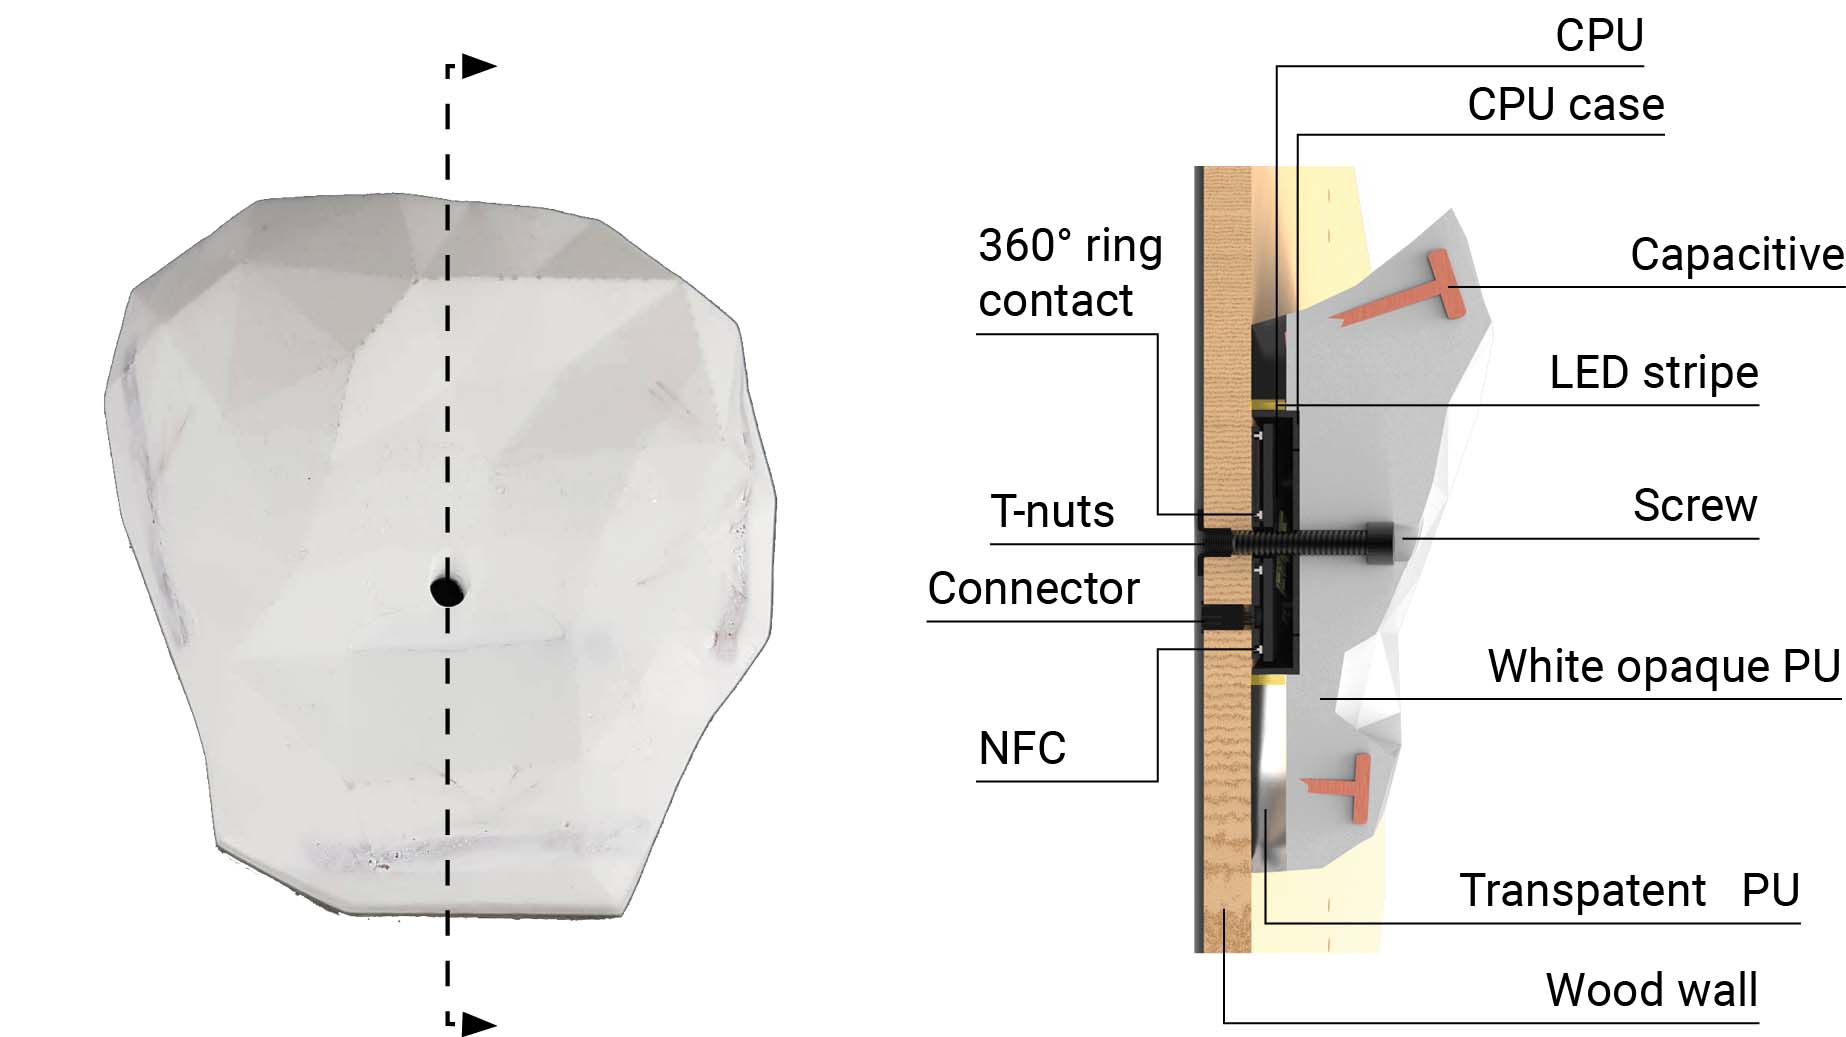 CPU
CPU case
360° ring
contact
Capacitive
LED stripe
T-nuts
Screw
Connector
White opaque PU
NFC
Transpatent PU
Wood wall